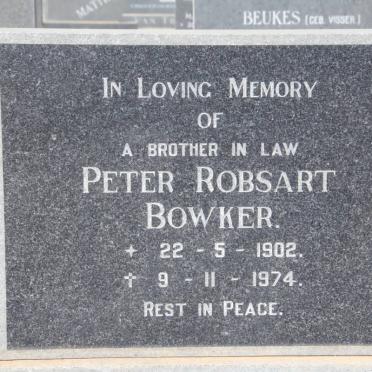 BEUKES (GEB. VISSER)
IN LOVING MEMORY
OF
A BROTHER IN LAW
PETER ROBSART
BOWKER.
+ 22 - 5 - 1902.
† 9 - 11 - 1974.
REST IN PEACE.